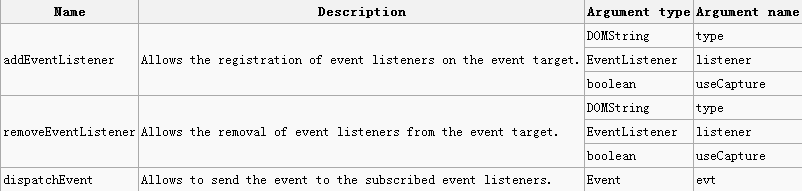 Name Description Argument type Argument name
DOMString type
addEventListener Allows the registration of event listeners on the event target. EventListener listener
boolean useCapture
DOMString type
removeEventListener Allows the removal of event listeners from the event target. EventListener listener
boolean useCapture
dispatchEvent Allows to send the event to the subscribed event listeners. Event evt